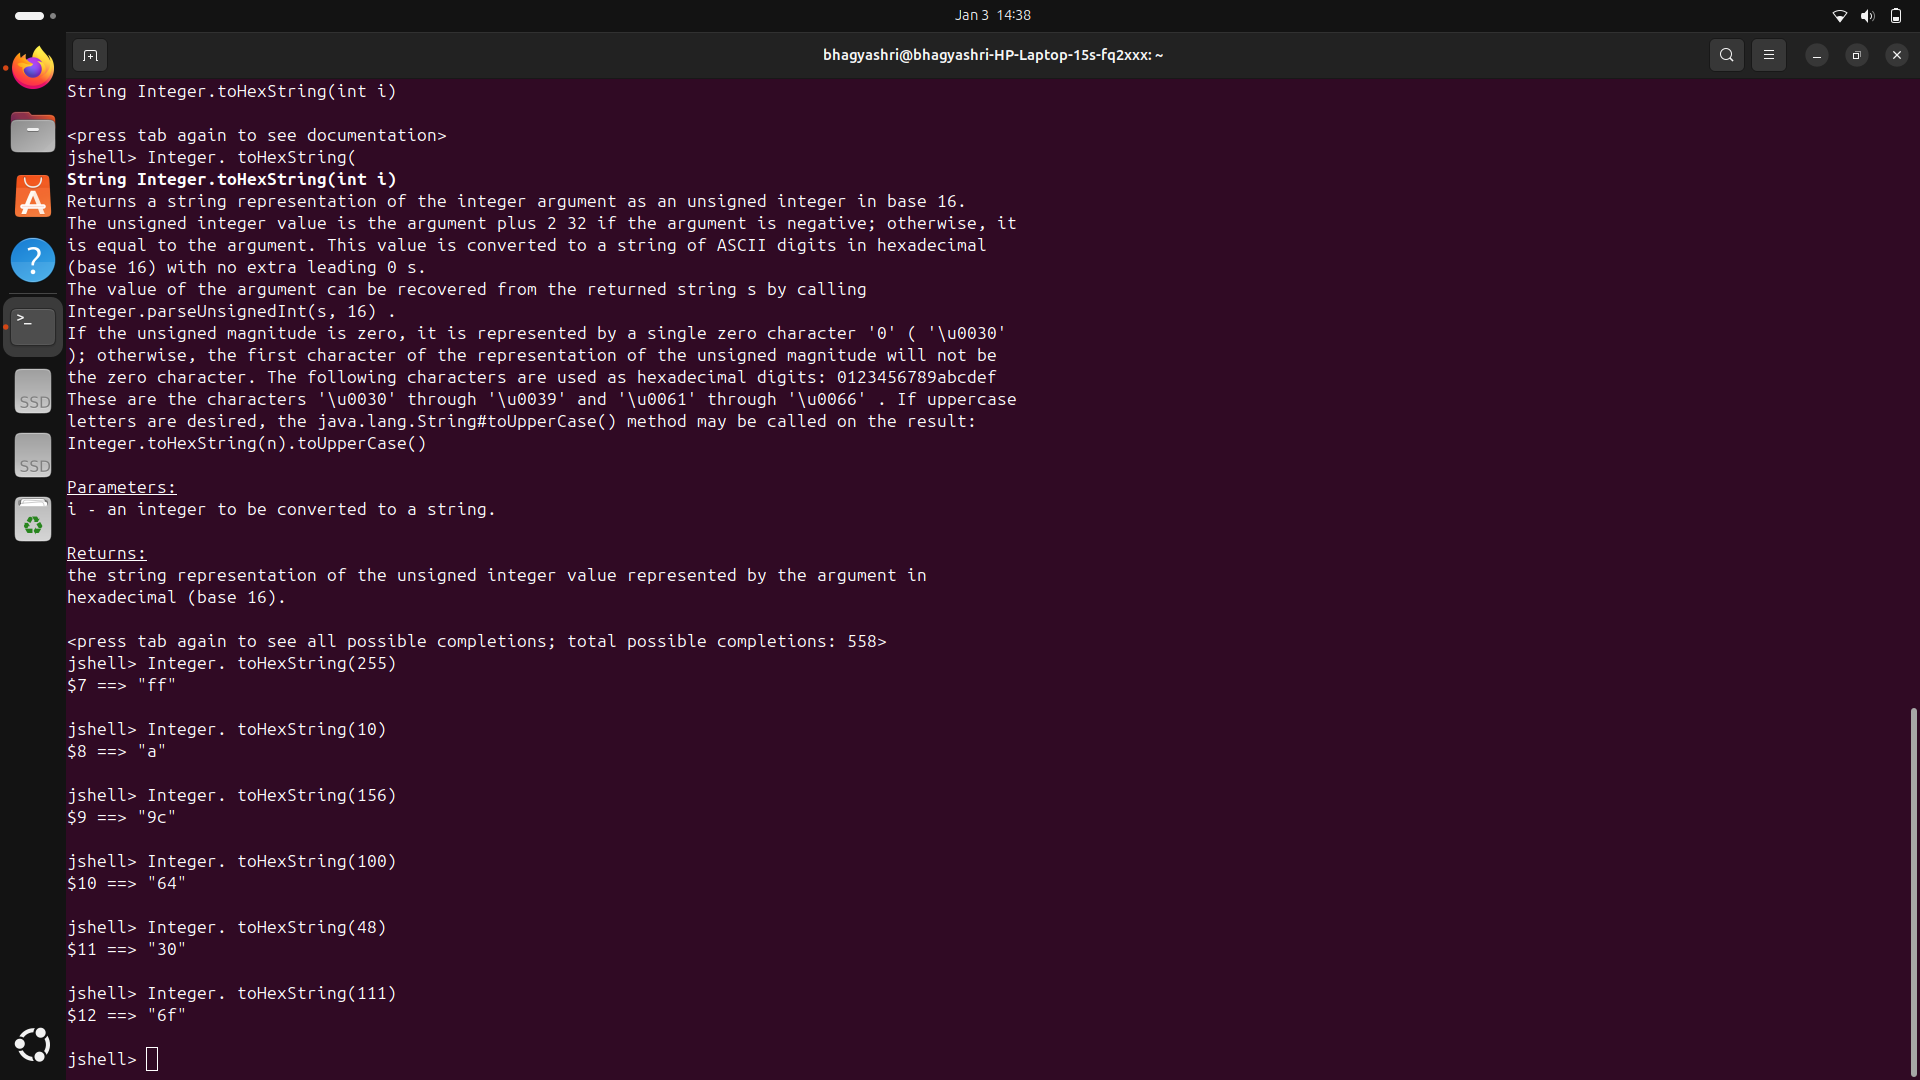 Jan 3 14:38
bhagyashri@bhagyashri-HP-Laptop-15s-fq2xxx: ~
String Integer.toHexString(int i)
<press tab again to see documentation>
jshell> Integer. toHexString(
String Integer.toHexString(int i)
Returns a string representation of the integer argument as an unsigned integer in base 16.
The unsigned integer value is the argument plus 2 32 if the argument is negative; otherwise, it
is equal to the argument. This value is converted to a string of ASCII digits in hexadecimal
(base 16) with no extra leading 0 s.
The value of the argument can be recovered from the returned string s by calling
Integer.parseUnsignedInt(s, 16) .
If the unsigned magnitude is zero, it is represented by a single zero character '0' ( '\u0030'
); otherwise, the first character of the representation of the unsigned magnitude will not be
the zero character. The following characters are used as hexadecimal digits: 0123456789abcdef
These are the characters '\u0030' through '\u0039' and '\u0061' through '\u0066' . If uppercase
letters are desired, the java.lang.String#toUpperCase() method may be called on the result:
Integer.toHexString(n).toUpperCase()
Parameters:
i - an integer to be converted to a string.
Returns:
the string representation of the unsigned integer value represented by the argument in
hexadecimal (base 16).
<press tab again to see all possible completions; total possible completions: 558>
jshell> Integer. toHexString(255)
$7 ==> "ff"
jshell> Integer. toHexString(10)
$8 ==> "a"
jshell> Integer. toHexString(156)
$9 ==> "9c"
jshell> Integer. toHexString(100)
$10 ==> "64"
jshell> Integer. toHexString(48)
$11 ==> "30"
jshell> Integer. toHexString(111)
$12 ==> "6f"
jshell>
SSD
SSD